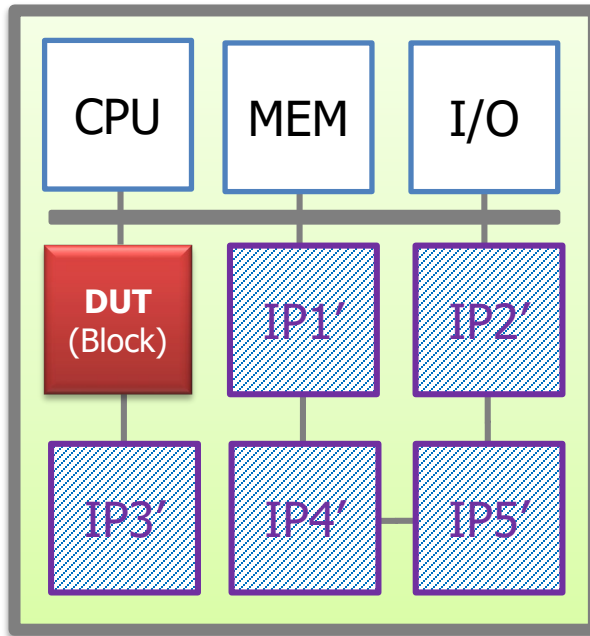 CPU
MEM
I/O
DUT
(Block)
IP1’
IP2’
IP3’
IP4’
IP5’